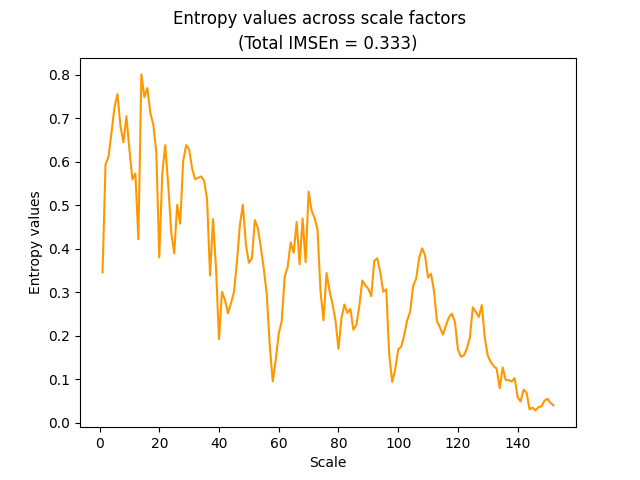 Entropy values across scale factors
(Total IMSEn = 0.333)
0.8
0.7
0.6
0.5
0.4
0.3
0.2
0.1
0.0
Entropy values
0 20 40 60 80 100 120 140
Scale